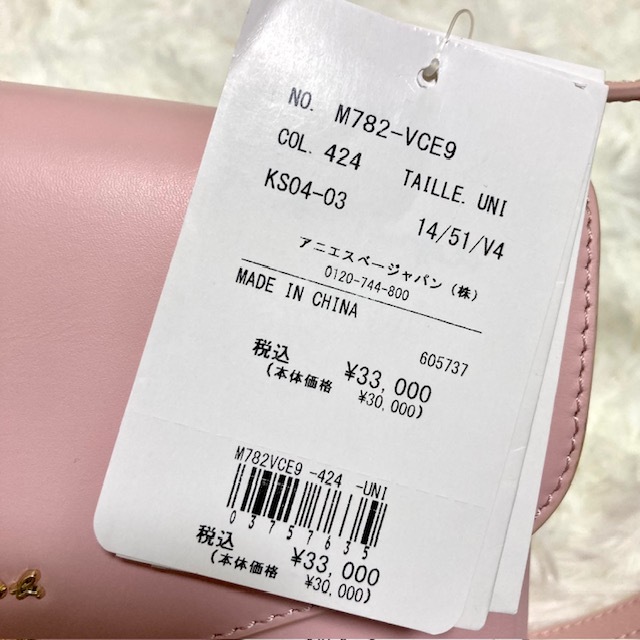 NO. M782-VCE9
COL. 424 TAILLE. UNI
KS04-03 14/51/V4
アニエスベージャパン(株)
0120-744-800
MADE IN CHINA
605737
税込 ¥33,000
(本体価格 ¥30,000)
M782VCE9 -424 -UNI
03757635
税込 ¥33,000
(本体価格 ¥30,000)